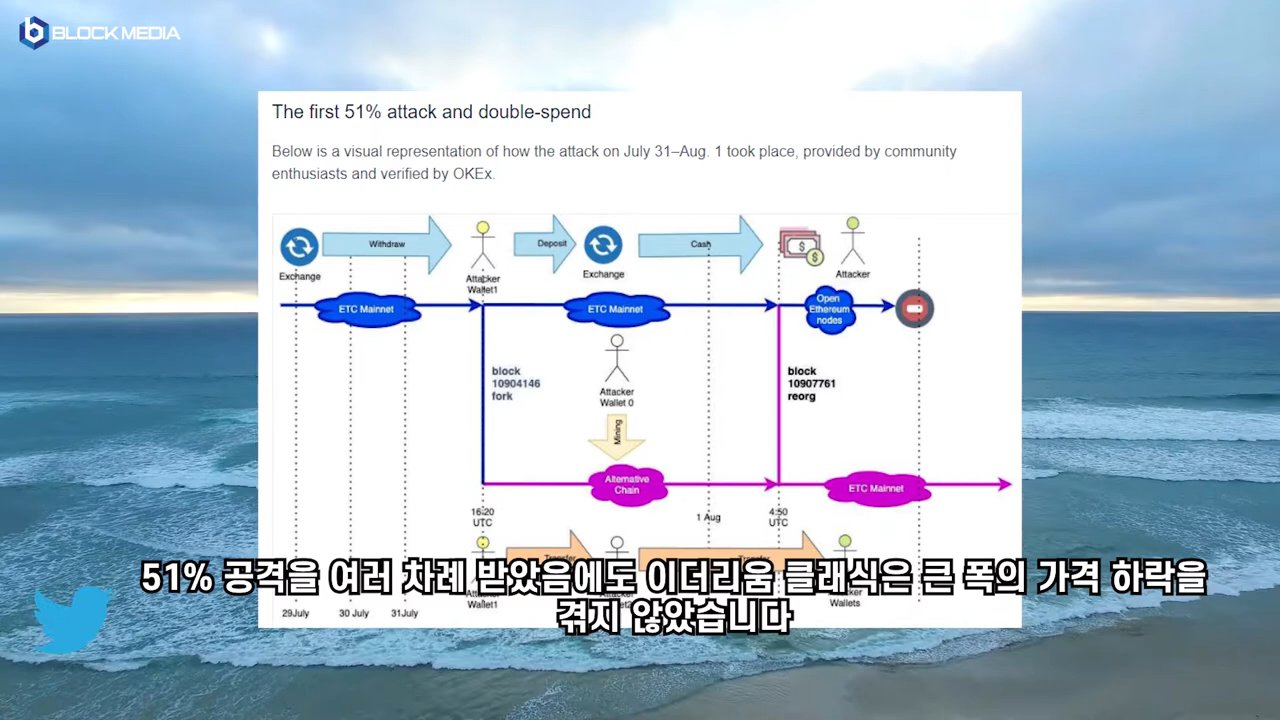 BLOCK MEDIA
The first 51% attack and double-spend
Below is a visual representation of how the attack on July 31–Aug. 1 took place, provided by community
enthusiasts and verified by OKEx.
Withdraw
Deposit
Cash
Exchange
Attacker
Wallet1
Exchange
Attacker
ETC Mainnet
ETC Mainnet
Open
Ethereum
nodes
block
10904146
fork
Attacker
Wallet 0
block
10907761
reorg
Mining
Alternative
Chain
ETC Mainnet
16:20
UTC
1 Aug
4:50
UTC
51% 공격을 여러 차례 받았음에도 이더리움 클래식은 큰 폭의 가격 하락을
겪지 않았습니다
Wallet1
Wallets
29July
30 July
31July